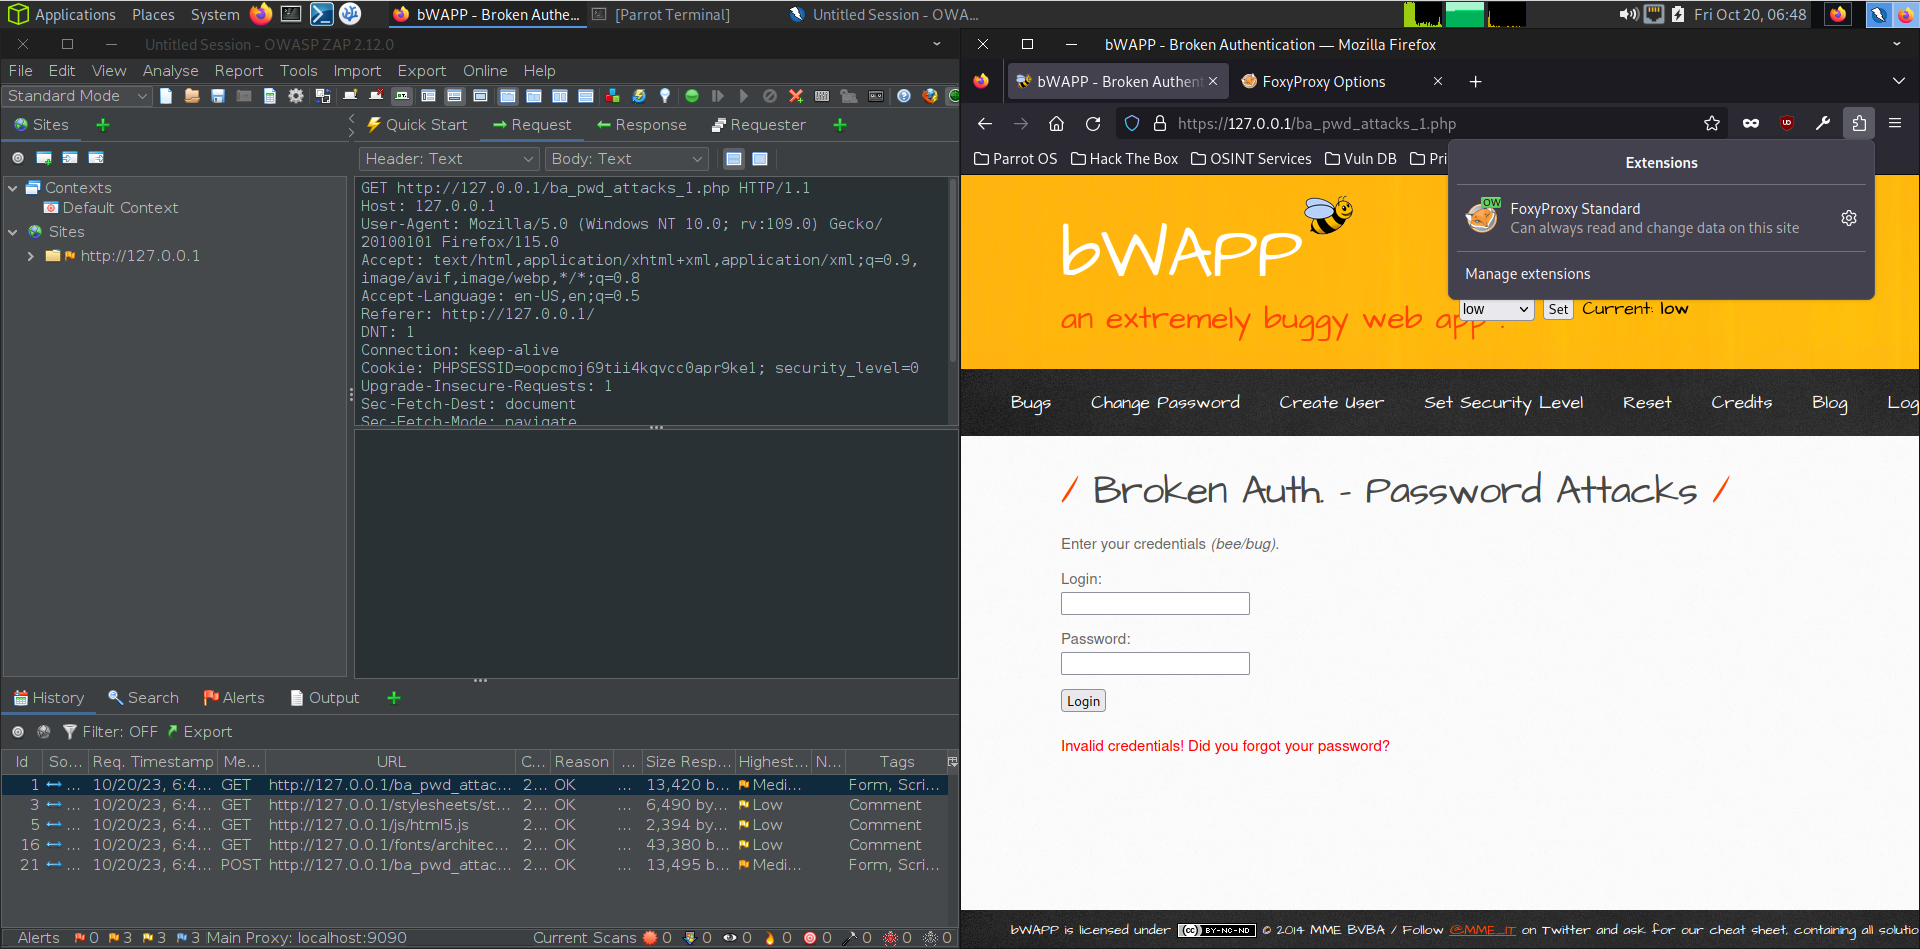 Applications Places System bWAPP - Broken Authe... [Parrot Terminal] Untitled Session - OWA... Fri Oct 20, 06:48
Untitled Session - OWASP ZAP 2.12.0
File Edit View Analyse Report Tools Import Export Online Help
Standard Mode
Sites
Quick Start Request Response Requester
Header: Text Body: Text
Contexts
Default Context
Sites
http://127.0.0.1
GET http://127.0.0.1/ba_pwd_attacks_1.php HTTP/1.1
Host: 127.0.0.1
User-Agent: Mozilla/5.0 (Windows NT 10.0; rv:109.0) Gecko/
20100101 Firefox/115.0
Accept: text/html,application/xhtml+xml,application/xml;q=0.9,
image/avif,image/webp,*/*;q=0.8
Accept-Language: en-US,en;q=0.5
Referer: http://127.0.0.1/
DNT: 1
Connection: keep-alive
Cookie: PHPSESSID=oopcmoj69tii4kqvcc0apr9ke1; security_level=0
Upgrade-Insecure-Requests: 1
Sec-Fetch-Dest: document
Sec-Fetch-Mode: navigate
History Search Alerts Output
Filter: OFF Export
Id So... Req. Timestamp Me... URL C... Reason ... Size Resp... Highest... N... Tags
1 ... 10/20/23, 6:4... GET http://127.0.0.1/ba_pwd_attac... 2... OK ... 13,420 b... Medi... Form, Scri...
3 ... 10/20/23, 6:4... GET http://127.0.0.1/stylesheets/st... 2... OK ... 6,490 by... Low Comment
5 ... 10/20/23, 6:4... GET http://127.0.0.1/js/html5.js 2... OK ... 2,394 by... Low Comment
16 ... 10/20/23, 6:4... GET http://127.0.0.1/fonts/architec... 2... OK ... 43,380 b... Low Comment
21 ... 10/20/23, 6:4... POST http://127.0.0.1/ba_pwd_attac... 2... OK ... 13,495 b... Medi... Form, Scri...
Alerts 0 3 3 3 Main Proxy: localhost:9090 Current Scans 0 0 0 0 0 0 0 0
bWAPP - Broken Authentication — Mozilla Firefox
bWAPP - Broken Authent FoxyProxy Options
https://127.0.0.1/ba_pwd_attacks_1.php
Parrot OS Hack The Box OSINT Services Vuln DB Pri
Extensions
OW
FoxyProxy Standard
Can always read and change data on this site
Manage extensions
bWAPP
an extremely buggy web app !
low Set Current: low
Bugs Change Password Create User Set Security Level Reset Credits Blog Log
/ Broken Auth. - Password Attacks /
Enter your credentials (bee/bug).
Login:
Password:
Login
Invalid credentials! Did you forgot your password?
bWAPP is licensed under (cc) BY-NC-ND © 2014 MME BVBA / Follow @MME_IT on Twitter and ask for our cheat sheet, containing all solutio